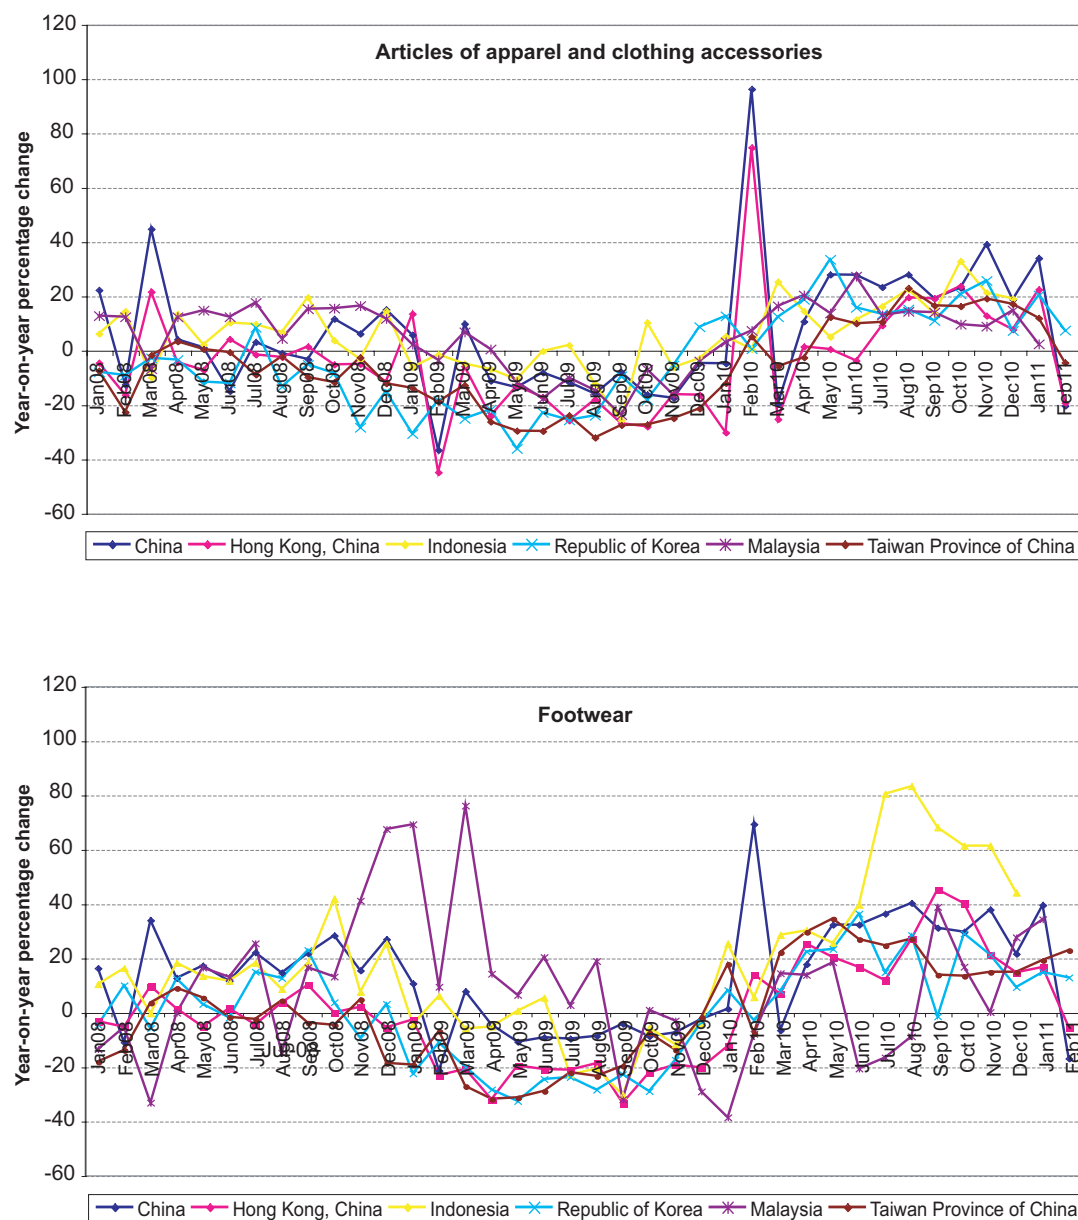 120
Articles of apparel and clothing accessories
100
80
60
40
20
0
-20
-40
-60
Year-on-year percentage change
Jan08
Feb08
Mar08
Apr08
May08
Jun08
Jul08
Aug08
Sep08
Oct08
Nov08
Dec08
Jan09
Feb09
Mar09
Apr09
May09
Jun09
Jul09
Aug09
Sep09
Oct09
Nov09
Dec09
Jan10
Feb10
Mar10
Apr10
May10
Jun10
Jul10
Aug10
Sep10
Oct10
Nov10
Dec10
Jan11
Feb11
China Hong Kong, China Indonesia Republic of Korea Malaysia Taiwan Province of China
120
Footwear
100
80
60
40
20
0
-20
-40
-60
Year-on-year percentage change
Jan08
Feb08
Mar08
Apr08
May08
Jun08
Jul08
Aug08
Oct08
Nov08
Dec08
Jan09
Feb09
Mar09
Apr09
May09
Jun09
Jul09
Aug09
Sep09
Oct09
Nov09
Dec09
Jan10
Feb10
Mar10
Apr10
May10
Jun10
Jul10
Aug10
Sep10
Oct10
Nov10
Dec10
Jan11
China Hong Kong, China Indonesia Republic of Korea Malaysia Taiwan Province of China